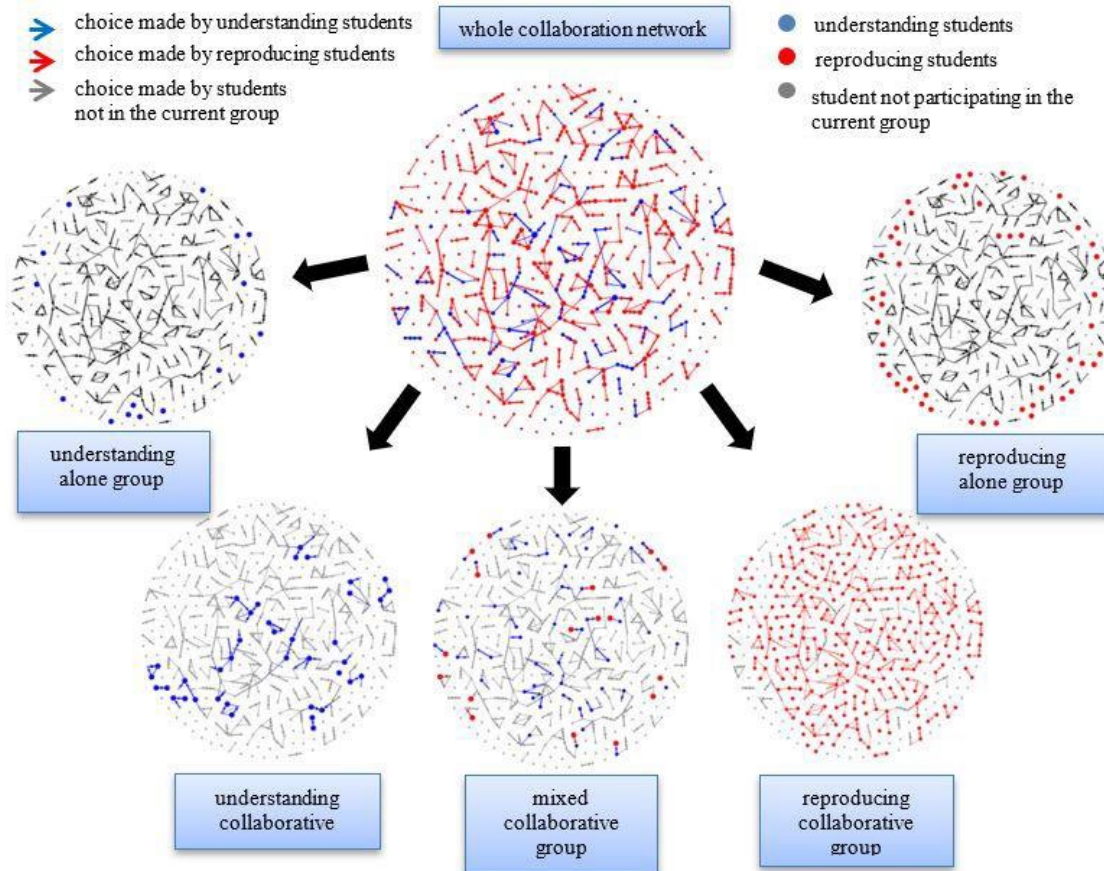 choice made by understanding students
choice made by reproducing students
choice made by students
not in the current group
whole collaboration network
understanding students
reproducing students
student not participating in the
current group
understanding
alone group
reproducing
alone group
understanding
collaborative
mixed
collaborative
group
reproducing
collaborative
group